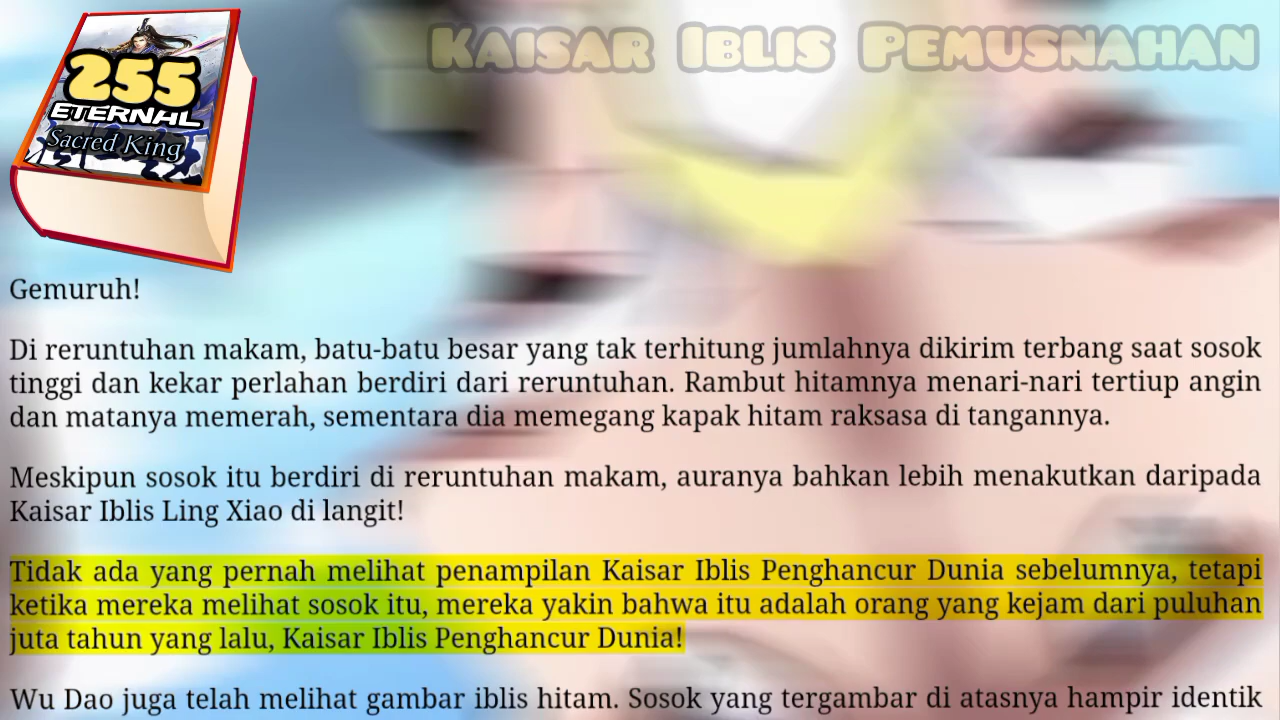 Kaisar Iblis Pemusnahan
255
ETERNAL
Sacred King
Gemuruh!
Di reruntuhan makam, batu-batu besar yang tak terhitung jumlahnya dikirim terbang saat sosok
tinggi dan kekar perlahan berdiri dari reruntuhan. Rambut hitamnya menari-nari tertiup angin
dan matanya memerah, sementara dia memegang kapak hitam raksasa di tangannya.
Meskipun sosok itu berdiri di reruntuhan makam, auranya bahkan lebih menakutkan daripada
Kaisar Iblis Ling Xiao di langit!
Tidak ada yang pernah melihat penampilan Kaisar Iblis Penghancur Dunia sebelumnya, tetapi
ketika mereka melihat sosok itu, mereka yakin bahwa itu adalah orang yang kejam dari puluhan
juta tahun yang lalu, Kaisar Iblis Penghancur Dunia!
Wu Dao juga telah melihat gambar iblis hitam. Sosok yang tergambar di atasnya hampir identik